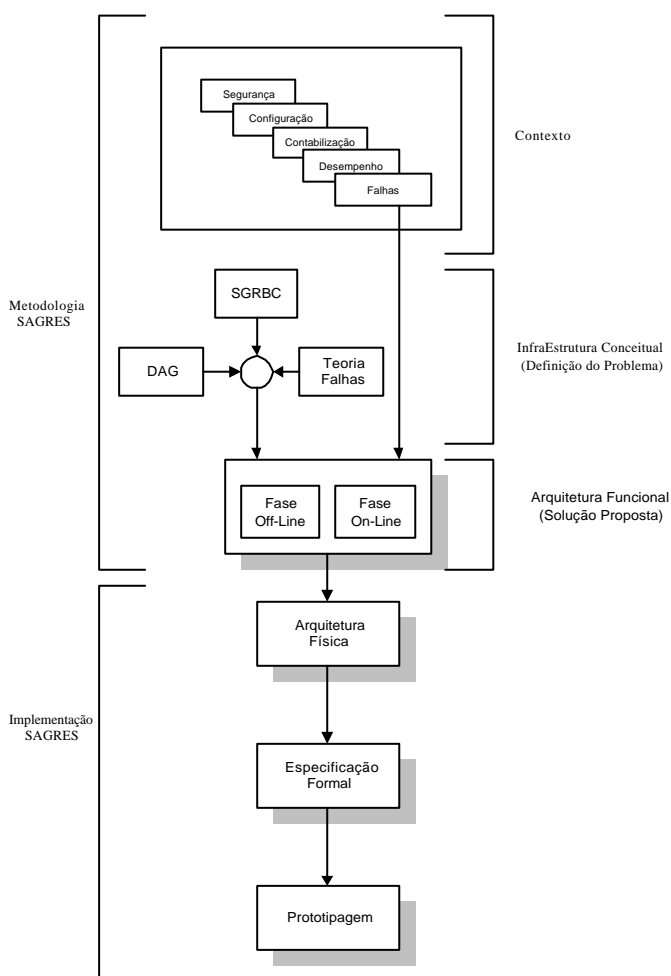 Segurança
Configuração
Contabilização
Desempenho
Falhas
Contexto
SGRBC
Metodologia
SAGRES
DAG
Teoria
Falhas
InfraEstrutura Conceitual
(Definição do Problema)
Fase
Off-Line
Fase
On-Line
Arquitetura Funcional
(Solução Proposta)
Arquitetura
Física
Implementação
SAGRES
Especificação
Formal
Prototipagem